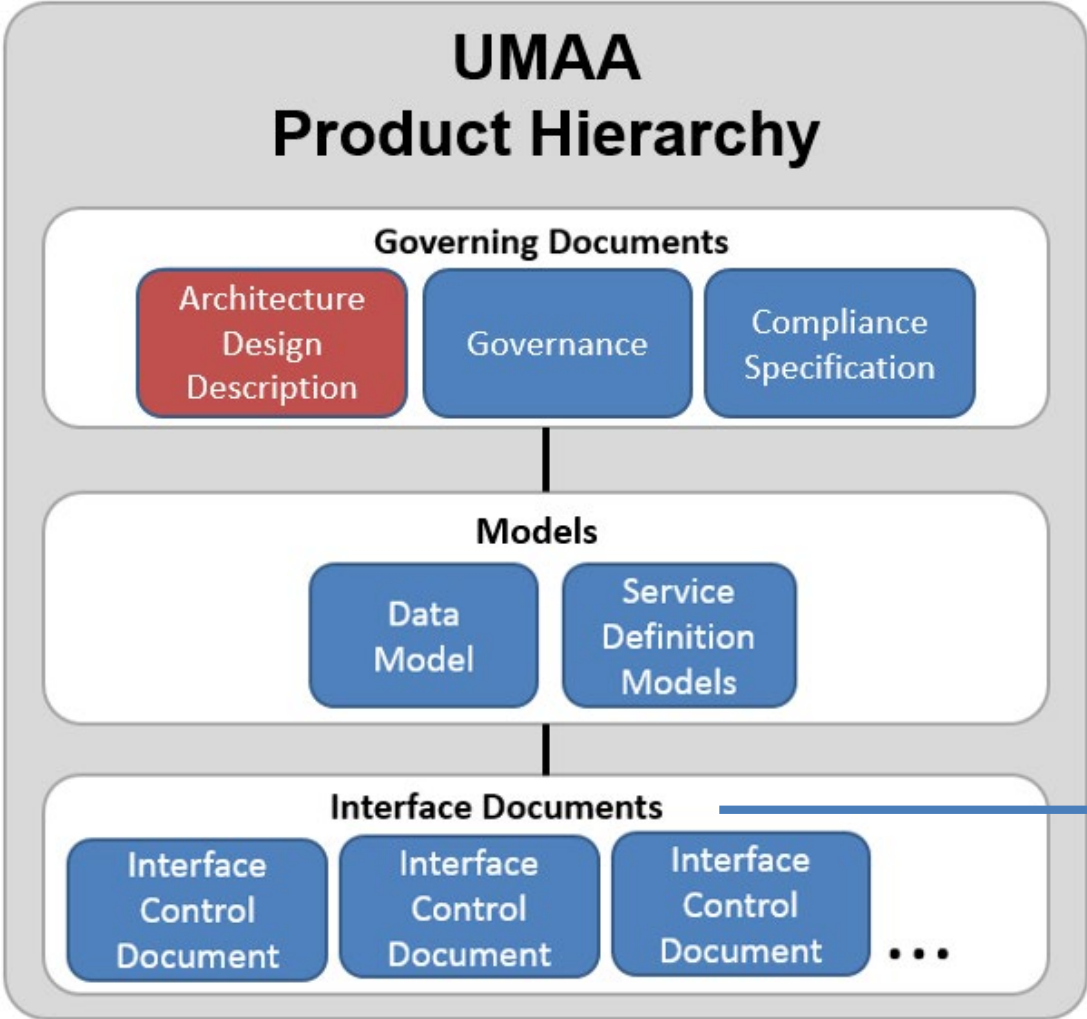 UMAA
Product Hierarchy
Governing Documents
Architecture
Design
Description
Governance
Compliance
Specification
Models
Data
Model
Service
Definition
Models
Interface Documents
Interface
Control
Document
Interface
Control
Document
Interface
Control
Document
...